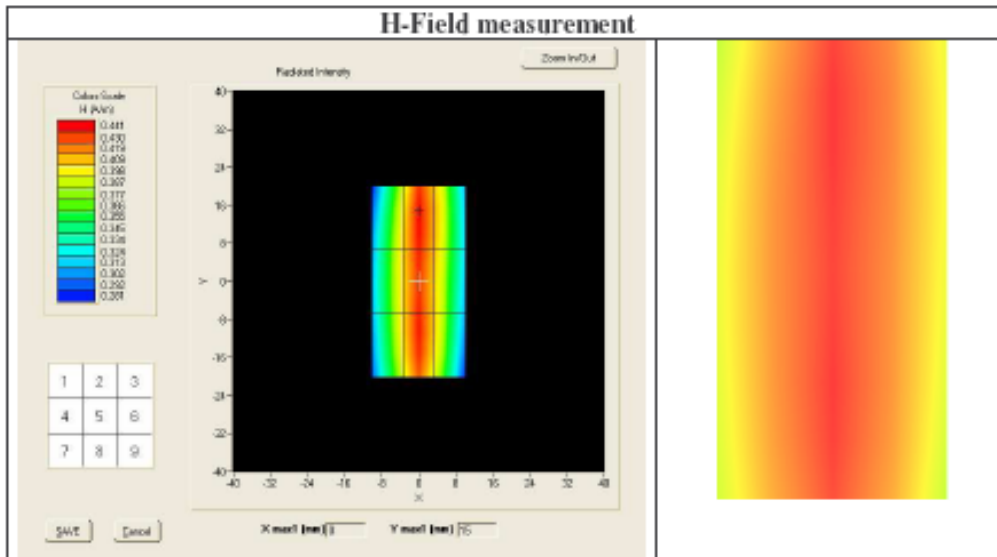 H-Field measurement
Zoom In/Out
Radiated Intensity
Colors Scale
H (A/m)
0.441
0.430
0.419
0.409
0.398
0.387
0.377
0.366
0.355
0.345
0.334
0.324
0.313
0.302
0.292
0.281
40
32
24
16
8
0
-8
-16
-24
-32
-40
Y
-40 -32 -24 -16 -8 0 8 16 24 32 40
X
1 2 3
4 5 6
7 8 9
SAVE
Cancel
X max1 (mm)
Y max1 (mm) 15